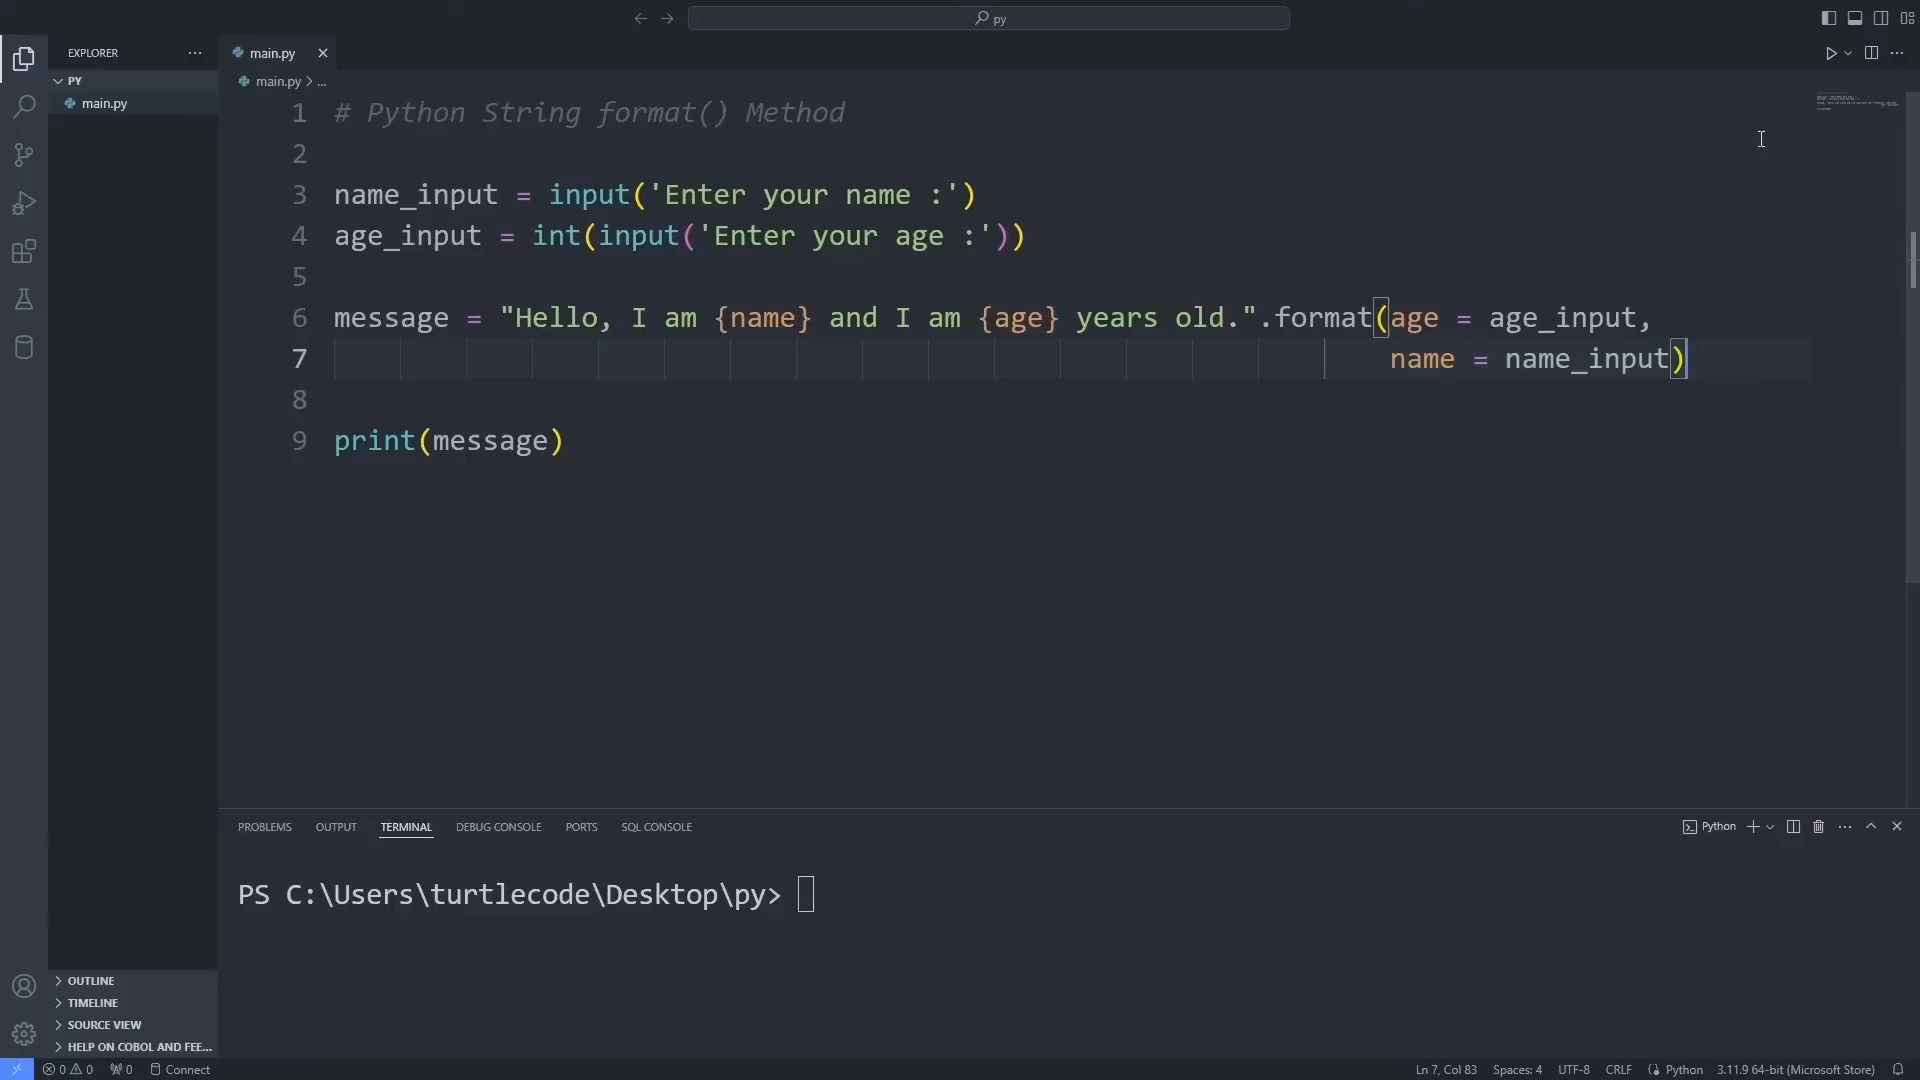 py
EXPLORER
PY
main.py
main.py
main.py > ...
1 # Python String format() Method
2
3 name_input = input('Enter your name :')
4 age_input = int(input('Enter your age :'))
5
6 message = "Hello, I am {name} and I am {age} years old.".format(age = age_input,
7 name = name_input)
8
9 print(message)
PROBLEMS OUTPUT TERMINAL DEBUG CONSOLE PORTS SQL CONSOLE
Python
PS C:\Users\turtlecode\Desktop\py>
OUTLINE
TIMELINE
SOURCE VIEW
HELP ON COBOL AND FEE...
0 0 0 Connect
Ln 7, Col 83 Spaces: 4 UTF-8 CRLF Python 3.11.9 64-bit (Microsoft Store)